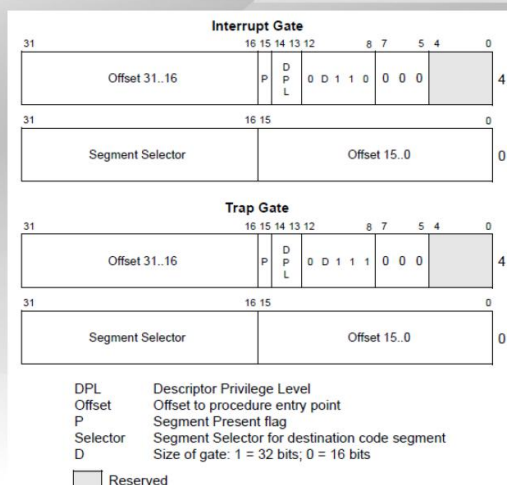 Interrupt Gate
31 16 15 14 13 12 8 7 5 4 0
Offset 31..16 P D P L 0 D 1 1 0 0 0 0 4
31 16 15 0
Segment Selector Offset 15..0 0
Trap Gate
31 16 15 14 13 12 8 7 5 4 0
Offset 31..16 P D P L 0 D 1 1 1 0 0 0 4
31 16 15 0
Segment Selector Offset 15..0 0
DPL Descriptor Privilege Level
Offset Offset to procedure entry point
P Segment Present flag
Selector Segment Selector for destination code segment
D Size of gate: 1 = 32 bits; 0 = 16 bits
Reserved